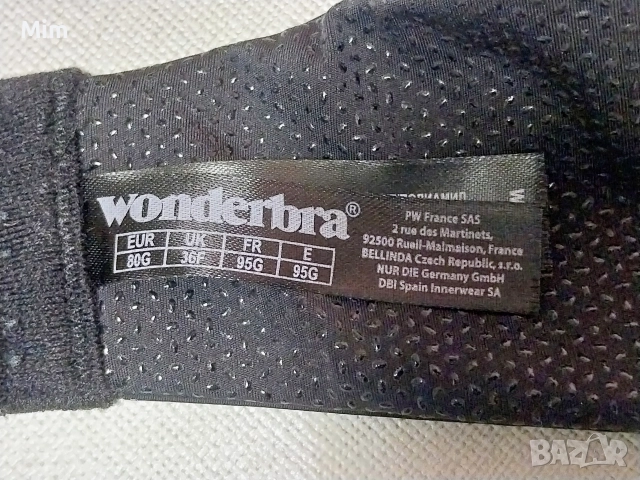 Mim
wonderbra®
EUR UK FR E
80G 36F 95G 95G
PW France SAS
2 rue des Martinets,
92500 Rueil-Malmaison, France
BELLINDA Czech Republic, s.r.o.
NUR DIE Germany GmbH
DBI Spain Innerwear SA
BAZAR